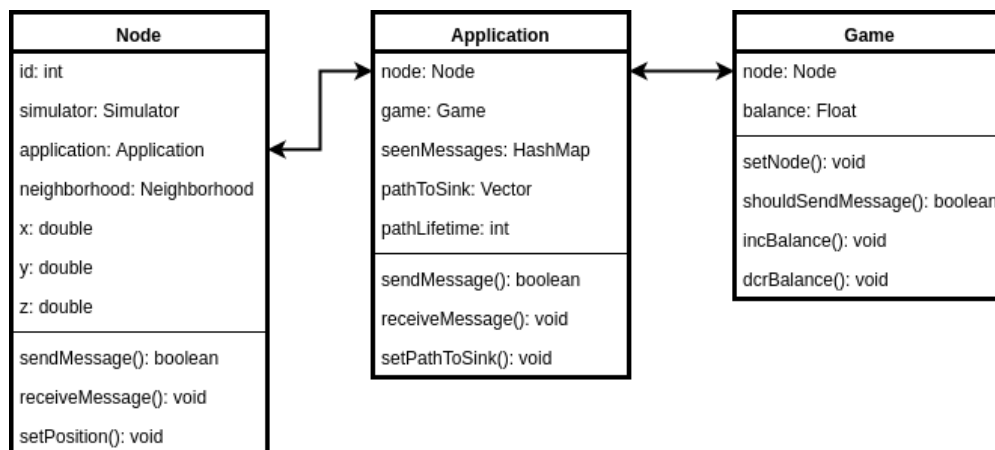 Node
id: int
simulator: Simulator
application: Application
neighborhood: Neighborhood
x: double
y: double
z: double
sendMessage(): boolean
receiveMessage(): void
setPosition(): void
Application
node: Node
game: Game
seenMessages: HashMap
pathToSink: Vector
pathLifetime: int
sendMessage(): boolean
receiveMessage(): void
setPathToSink(): void
Game
node: Node
balance: Float
setNode(): void
shouldSendMessage(): boolean
incBalance(): void
dcrBalance(): void